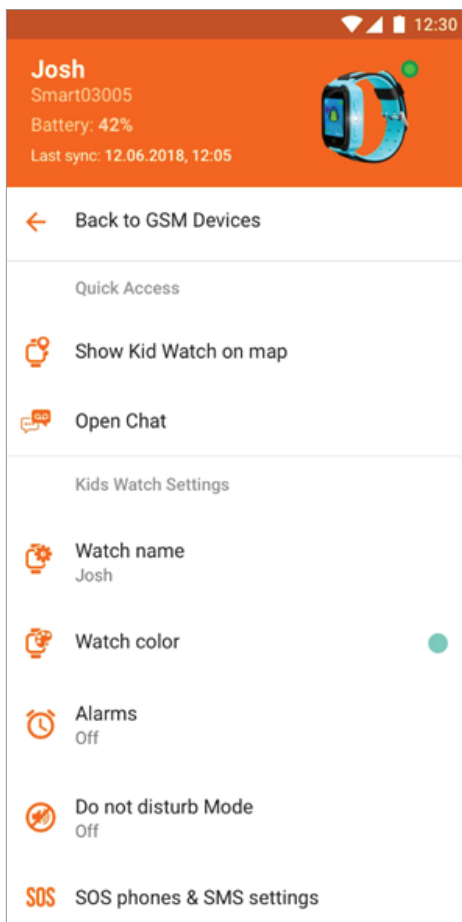 12:30
Josh
Smart03005
Battery: 42%
Last sync: 12.06.2018, 12:05
Back to GSM Devices
Quick Access
Show Kid Watch on map
Open Chat
Kids Watch Settings
Watch name
Josh
Watch color
Alarms
Off
Do not disturb Mode
Off
SOS SOS phones & SMS settings